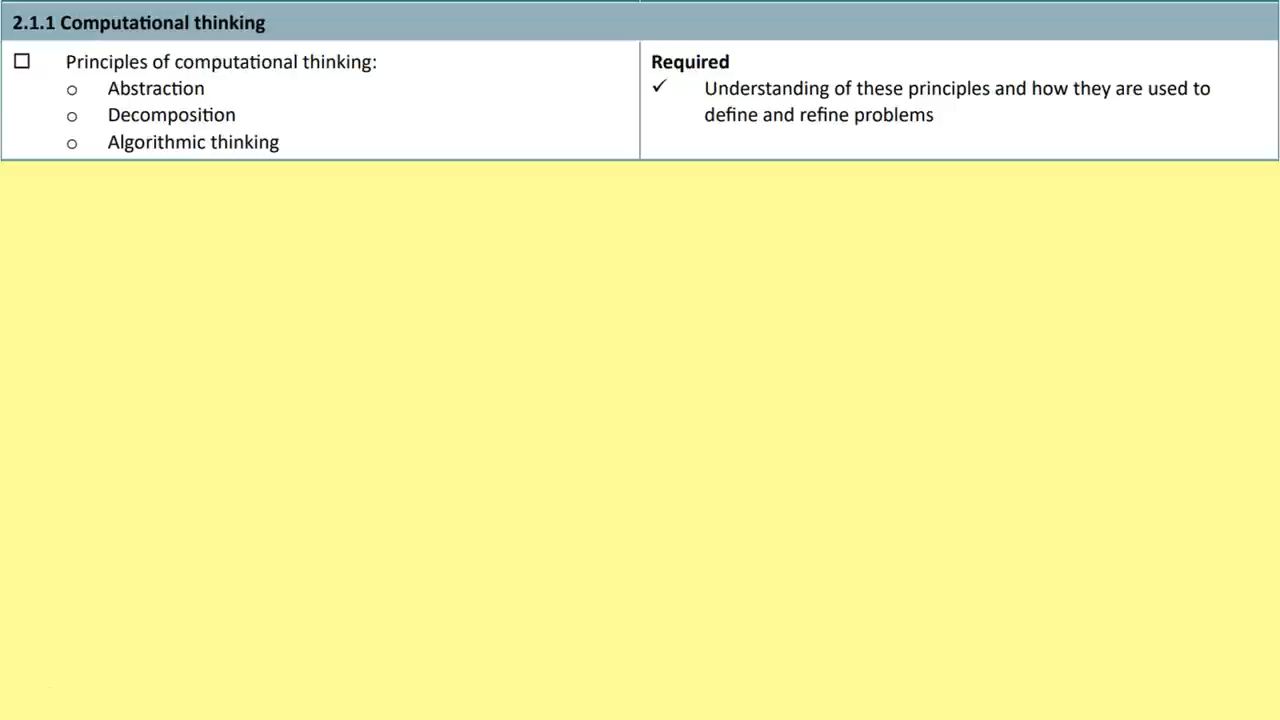 2.1.1 Computational thinking
☐ Principles of computational thinking:
o Abstraction
o Decomposition
o Algorithmic thinking
Required
✓ Understanding of these principles and how they are used to
define and refine problems